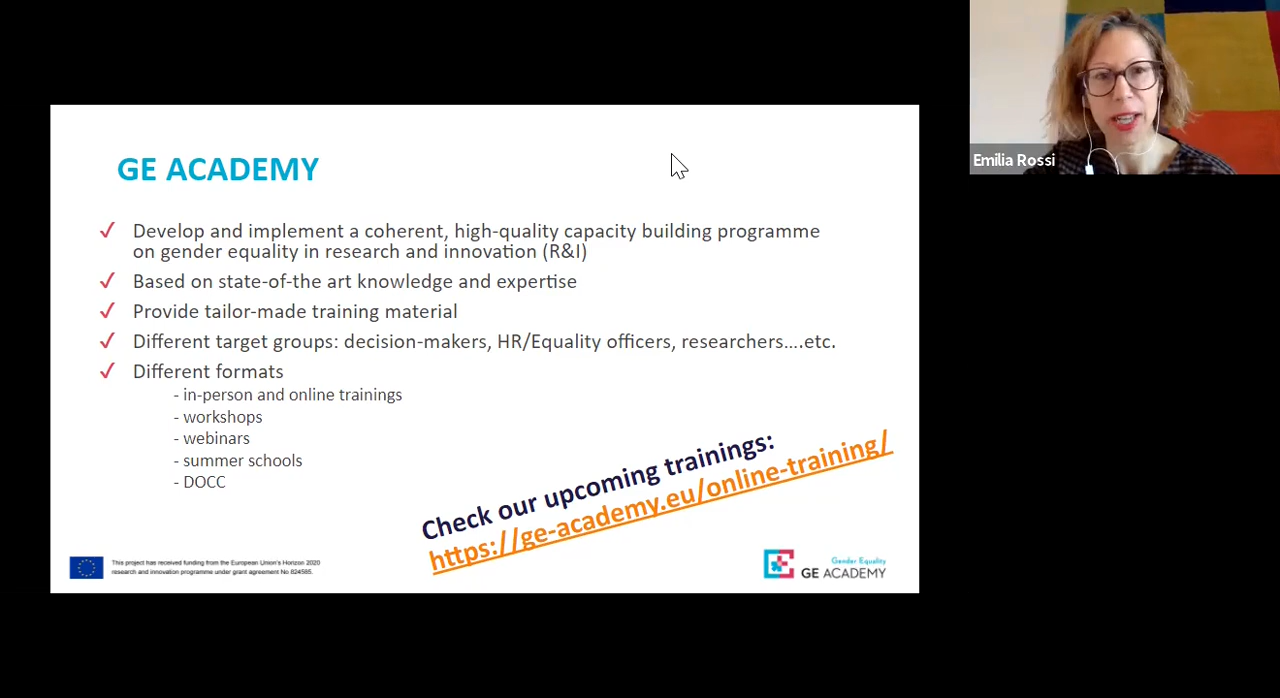 GE ACADEMY
✓ Develop and implement a coherent, high-quality capacity building programme
on gender equality in research and innovation (R&I)
✓ Based on state-of-the art knowledge and expertise
✓ Provide tailor-made training material
✓ Different target groups: decision-makers, HR/Equality officers, researchers....etc.
✓ Different formats
- in-person and online trainings
- workshops
- webinars
- summer schools
- DOCC
Check our upcoming trainings:
https://ge-academy.eu/online-training/
This project has received funding from the European Union's Horizon 2020
research and innovation programme under grant agreement No 824585.
Gender Equality
GE ACADEMY
Emilia Rossi